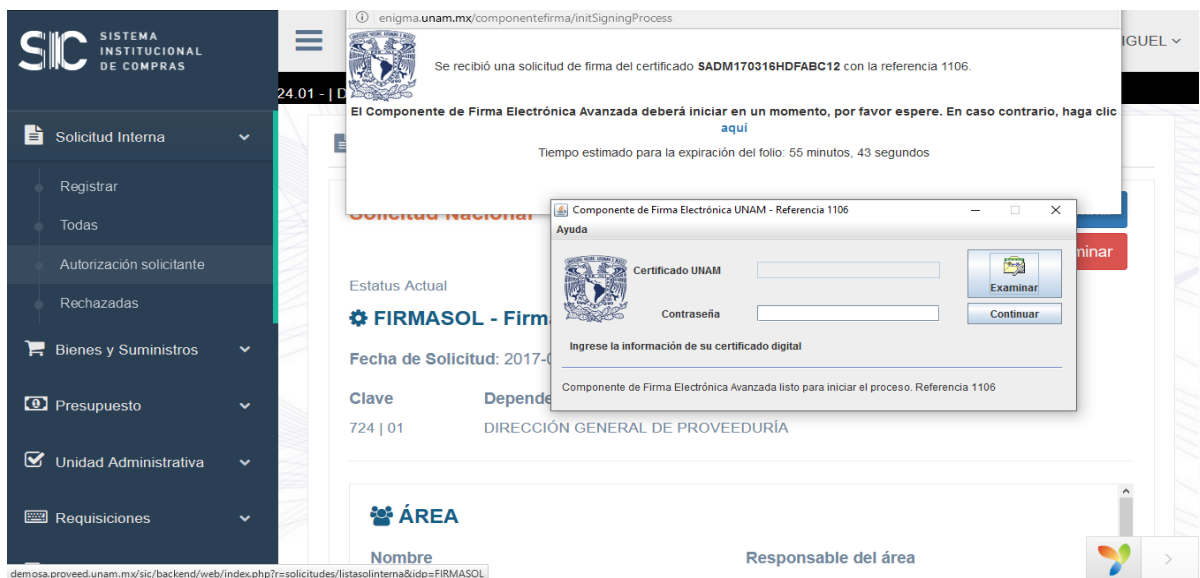 SIC SISTEMA
INSTITUCIONAL
DE COMPRAS
Solicitud Interna
Registrar
Todas
Autorización solicitante
Rechazadas
Bienes y Suministros
Presupuesto
Unidad Administrativa
Requisiciones
demosa.proveed.unam.mx/sic/backend/web/index.php?r=solicitudes/listasolinterna&idp=FIRMASOL
enigma.unam.mx/componentefirma/initSigningProcess
IGUEL
Se recibió una solicitud de firma del certificado SADM170316HDFABC12 con la referencia 1106.
24.01 - | D
El Componente de Firma Electrónica Avanzada deberá iniciar en un momento, por favor espere. En caso contrario, haga clic
aquí
Tiempo estimado para la expiración del folio: 55 minutos, 43 segundos
Solicitud Nacional
minar
Componente de Firma Electrónica UNAM - Referencia 1106
Ayuda
Certificado UNAM
Examinar
Contraseña
Continuar
Ingrese la información de su certificado digital
Componente de Firma Electrónica Avanzada listo para iniciar el proceso. Referencia 1106
Estatus Actual
FIRMASOL - Firm
Fecha de Solicitud: 2017-0
Clave Depende
724 | 01 DIRECCIÓN GENERAL DE PROVEEDURÍA
ÁREA
Nombre Responsable del área